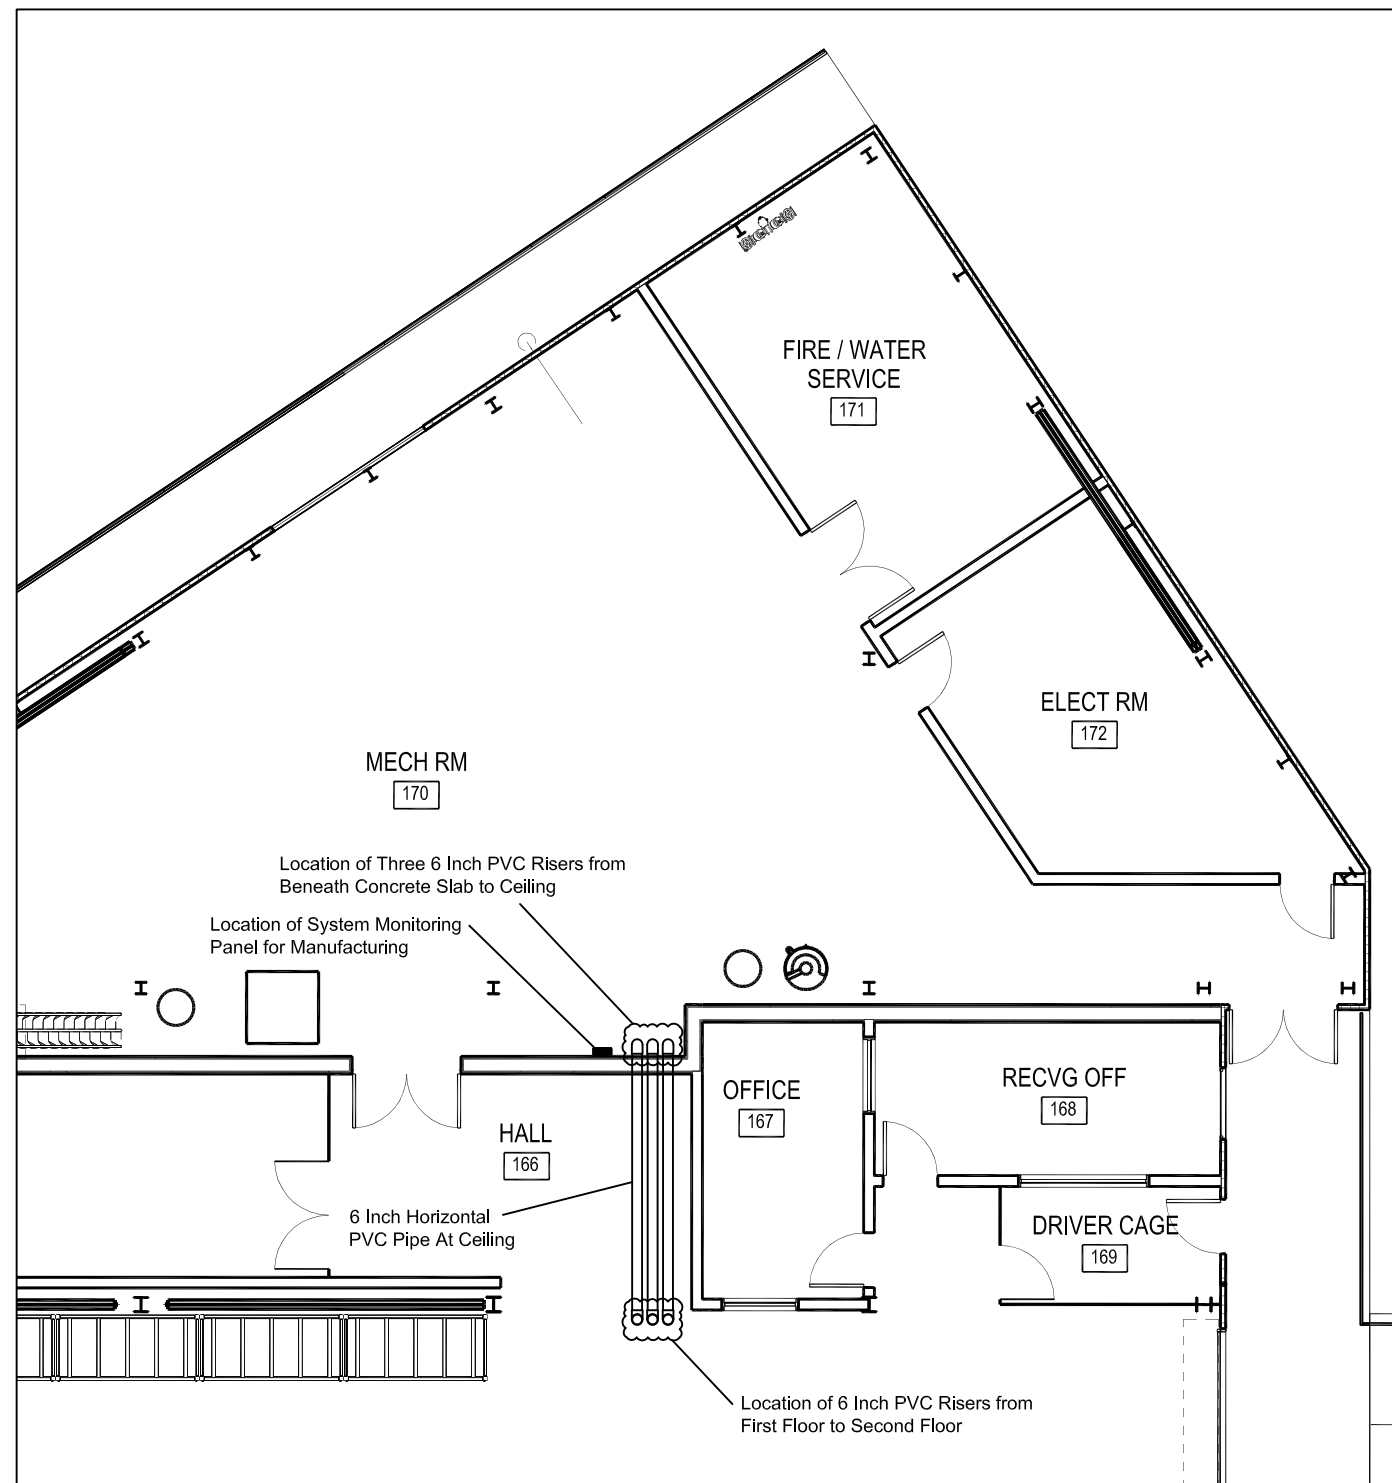 FIRE / WATER
SERVICE
171
ELECT RM
172
MECH RM
170
Location of Three 6 Inch PVC Risers from
Beneath Concrete Slab to Ceiling
Location of System Monitoring
Panel for Manufacturing
OFFICE
167
RECVG OFF
168
HALL
166
6 Inch Horizontal
PVC Pipe At Ceiling
DRIVER CAGE
169
Location of 6 Inch PVC Risers from
First Floor to Second Floor